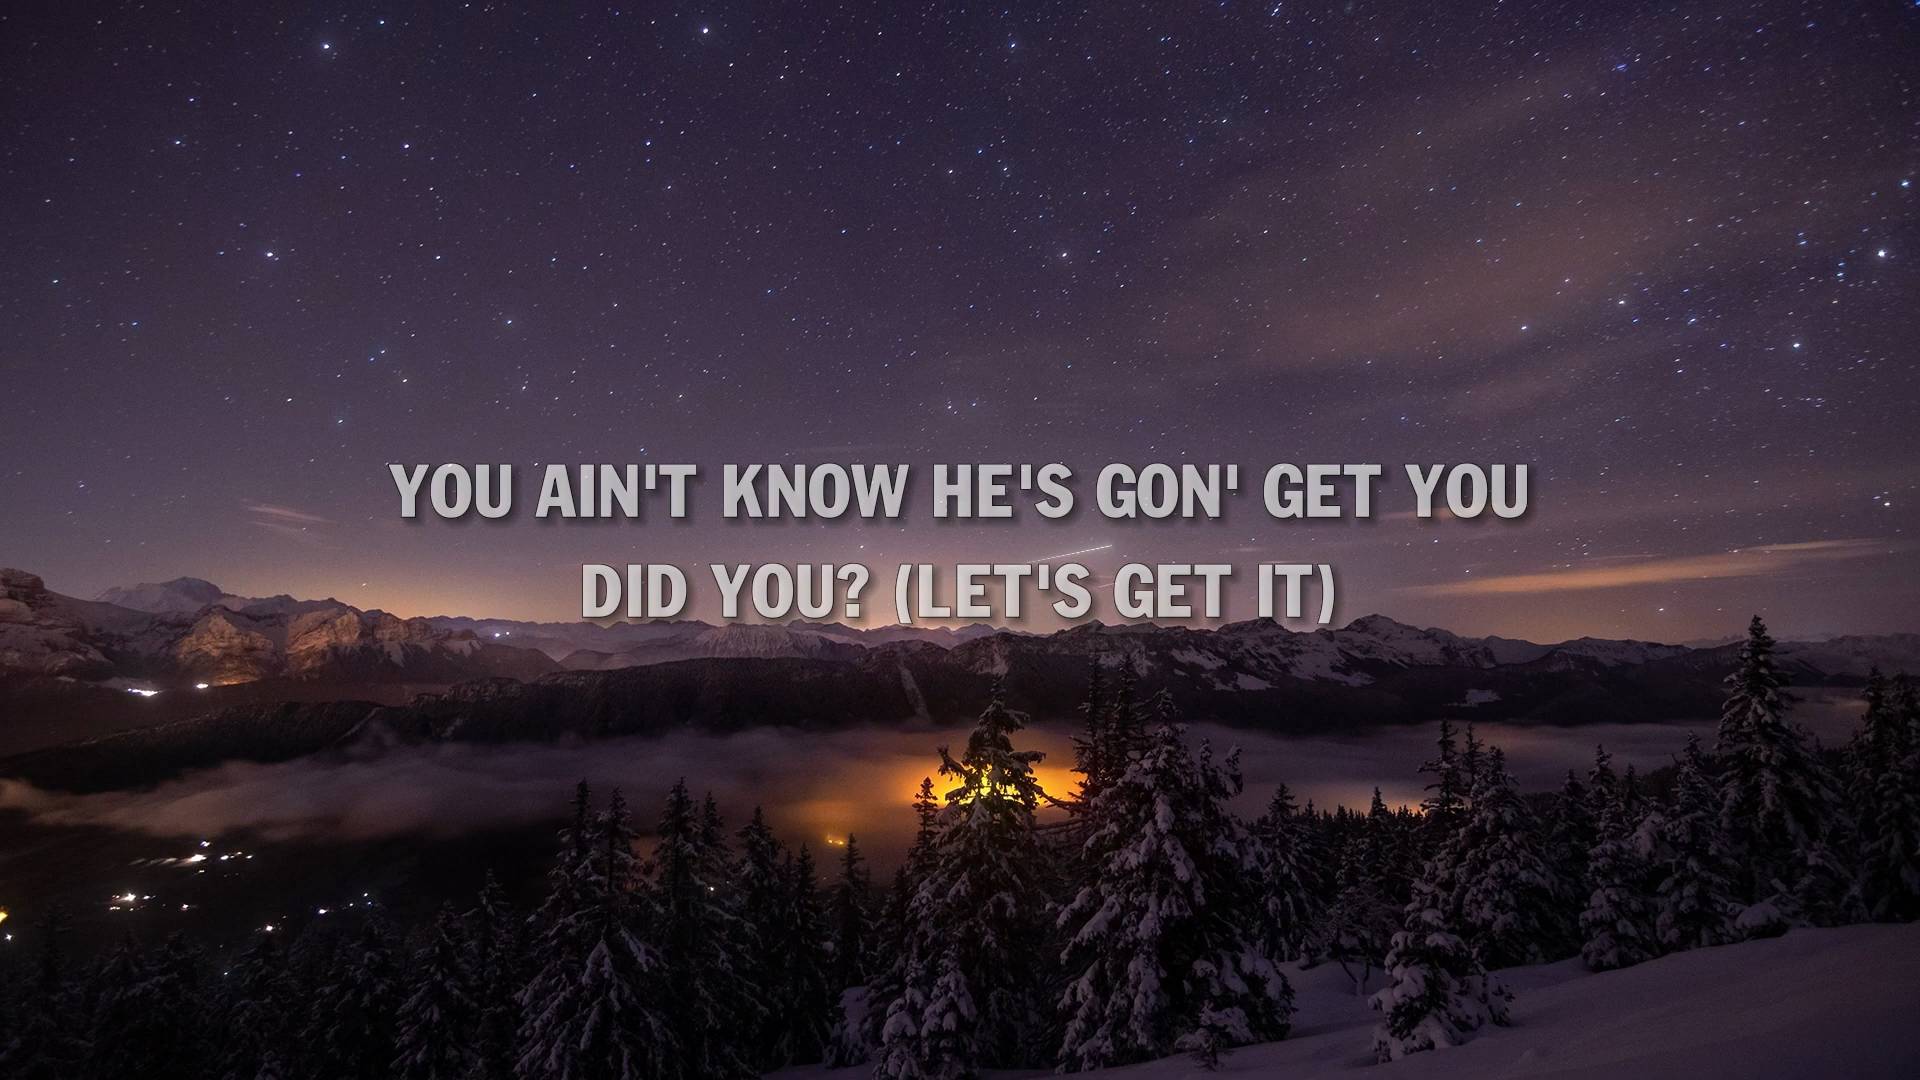 YOU AIN'T KNOW HE'S GON' GET YOU
DID YOU? (LET'S GET IT)